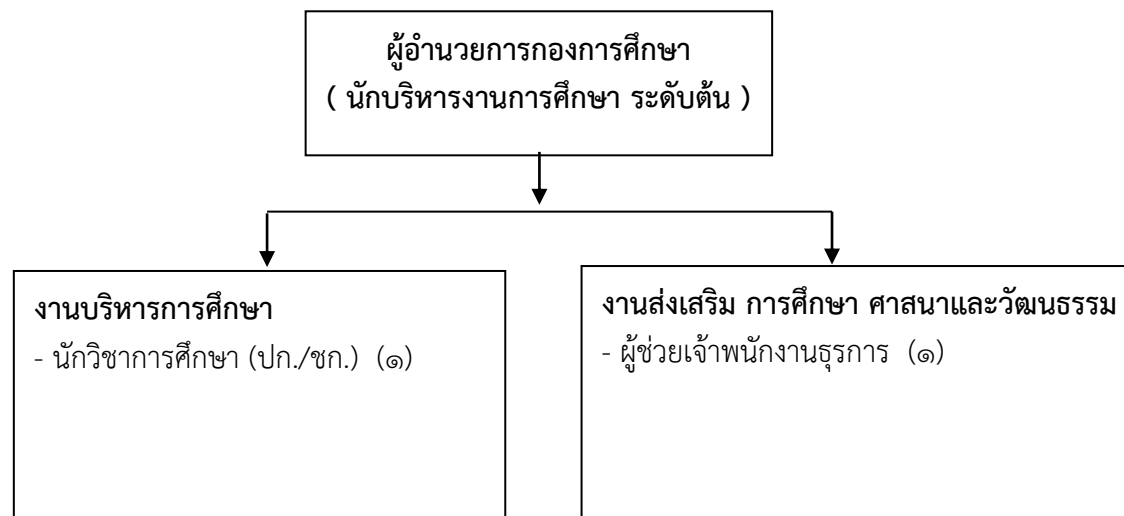 ผู้อำนวยการกองการศึกษา
( นักบริหารงานการศึกษา ระดับต้น )
งานบริหารการศึกษา
- นักวิชาการศึกษา (ปก./ชก.) (๑)
งานส่งเสริม การศึกษา ศาสนาและวัฒนธรรม
- ผู้ช่วยเจ้าพนักงานธุรการ (๑)